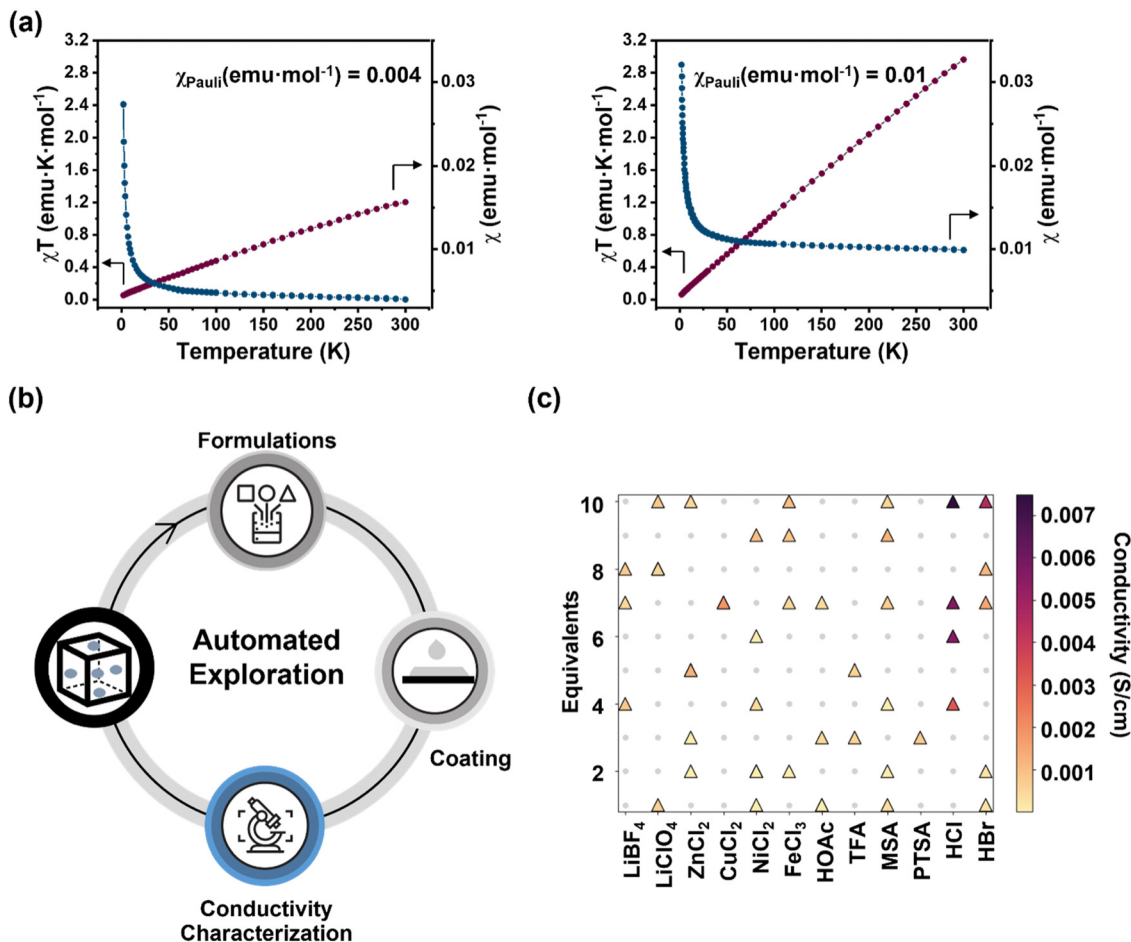 (a)
3.2
2.8
2.4
2.0
1.6
1.2
0.8
0.4
0.0
χT (emu·K·mol⁻¹)
χPauli(emu·mol⁻¹) = 0.004
0.03
0.02
0.01
χ (emu·mol⁻¹)
1 50 100 150 200 250 300
Temperature (K)
3.2
2.8
2.4
2.0
1.6
1.2
0.8
0.4
0.0
χT (emu·K·mol⁻¹)
χPauli(emu·mol⁻¹) = 0.01
0.03
0.02
0.01
χ (emu·mol⁻¹)
1 50 100 150 200 250 300
Temperature (K)
(b)
Formulations
Automated
Exploration
Coating
Conductivity
Characterization
(c)
10
8
6
4
2
Equivalents
LiBF₄
LiClO₄
ZnCl₂
CuCl₂
NiCl₂
FeCl₃
HOAc
TFA
MSA
PTSA
HCl
HBr
0.007
0.006
0.005
0.004
0.003
0.002
0.001
Conductivity (S/cm)